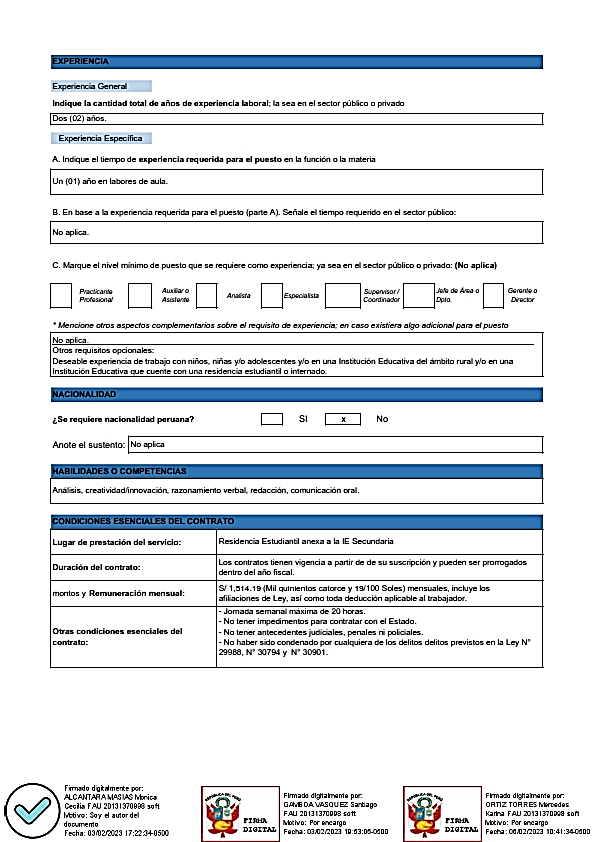 EXPERIENCIA
Experiencia General
Indique la cantidad total de años de experiencia laboral; la sea en el sector público o privado
Dos (02) años.
Experiencia Específica
A. Indique el tiempo de experiencia requerida para el puesto en la función o la materia
Un (01) año en labores de aula.
B. En base a la experiencia requerida para el puesto (parte A). Señale el tiempo requerido en el sector público:
No aplica.
C. Marque el nivel mínimo de puesto que se requiere como experiencia; ya sea en el sector público o privado: (No aplica)
Practicante Profesional
Auxiliar o Asistente
Analista
Especialista
Supervisor / Coordinador
Jefe de Área o Dpto.
Gerente o Director
* Mencione otros aspectos complementarios sobre el requisito de experiencia; en caso existiera algo adicional para el puesto
No aplica.
Otros requisitos opcionales:
Deseable experiencia de trabajo con niños, niñas y/o adolescentes y/o en una Institución Educativa del ámbito rural y/o en una
Institución Educativa que cuente con una residencia estudiantil o internado.
NACIONALIDAD
¿Se requiere nacionalidad peruana? SI x No
Anote el sustento: No aplica
HABILIDADES O COMPETENCIAS
Análisis, creatividad/innovación, razonamiento verbal, redacción, comunicación oral.
CONDICIONES ESENCIALES DEL CONTRATO
Lugar de prestación del servicio: Residencia Estudiantil anexa a la IE Secundaria
Duración del contrato:
Los contratos tienen vigencia a partir de de su suscripción y pueden ser prorrogados
dentro del año fiscal.
montos y Remuneración mensual:
S/ 1,514.19 (Mil quinientos catorce y 19/100 Soles) mensuales, incluye los
afiliaciones de Ley, así como toda deducción aplicable al trabajador.
Otras condiciones esenciales del
contrato:
- Jornada semanal máxima de 20 horas.
- No tener impedimentos para contratar con el Estado.
- No tener antecedentes judiciales, penales ni policiales.
- No haber sido condenado por cualquiera de los delitos delitos previstos en la Ley N°
29988, N° 30794 y N° 30901.
Firmado digitalmente por:
ALCANTARA MASIAS Monica
Cecilia FAU 20131370998 soft
Motivo: Soy el autor del
documento
Fecha: 03/02/2023 17:22:34-0500
REPUBLICA DEL PERU
FIRMA
DIGITAL
Firmado digitalmente por:
GAMBOA VASQUEZ Santiago
FAU 20131370998 soft
Motivo: Por encargo
Fecha: 03/02/2023 19:53:06-0500
REPUBLICA DEL PERU
FIRMA
DIGITAL
Firmado digitalmente por:
ORTIZ TORRES Mercedes
Karina FAU 20131370998 soft
Motivo: Por encargo
Fecha: 06/02/2023 10:41:34-0500